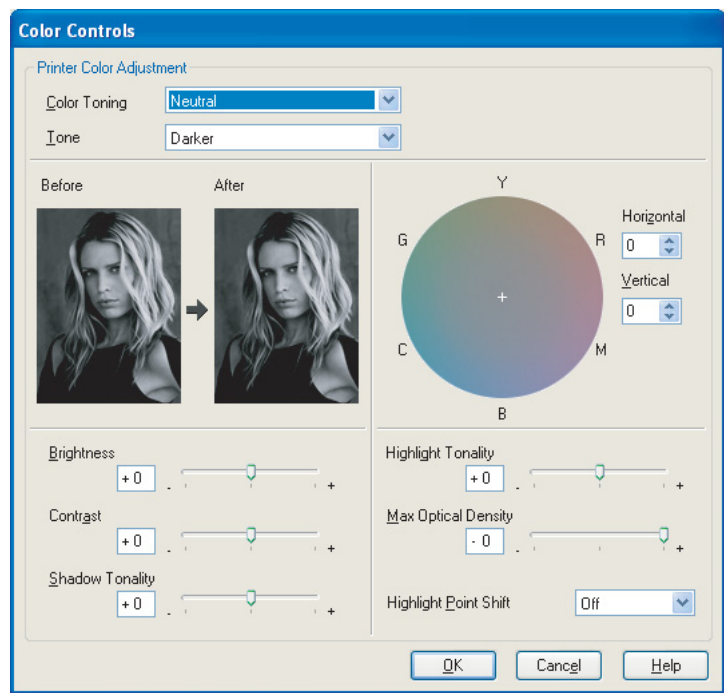 Color Controls
Printer Color Adjustment
Color Toning Neutral
Tone Darker
Before After
Y
G R
C M
B
Horizontal
0
Vertical
0
Brightness
+ 0 - +
Contrast
+ 0 - +
Shadow Tonality
+ 0 - +
Highlight Tonality
+ 0 - +
Max Optical Density
- 0 - +
Highlight Point Shift Off
OK Cancel Help